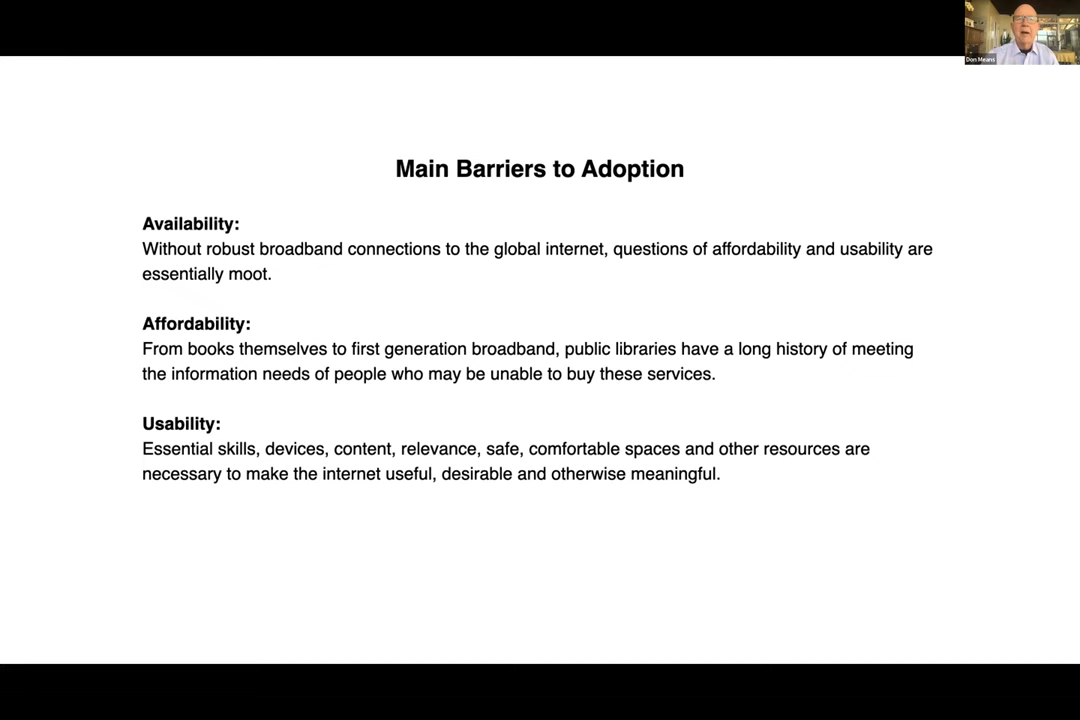 Don Means
Main Barriers to Adoption
Availability:
Without robust broadband connections to the global internet, questions of affordability and usability are
essentially moot.
Affordability:
From books themselves to first generation broadband, public libraries have a long history of meeting
the information needs of people who may be unable to buy these services.
Usability:
Essential skills, devices, content, relevance, safe, comfortable spaces and other resources are
necessary to make the internet useful, desirable and otherwise meaningful.